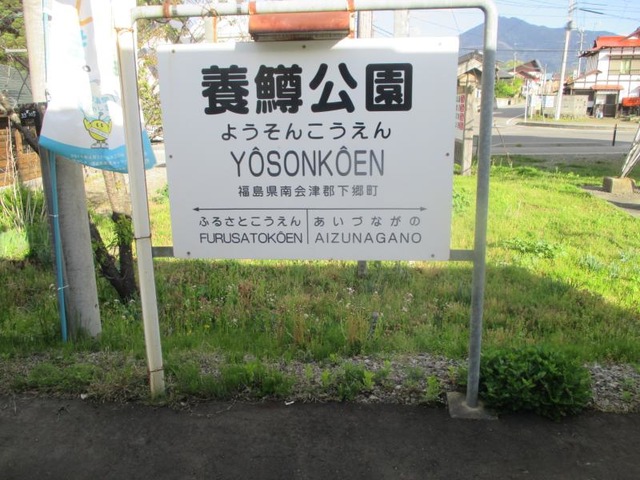 養鱒公園
ようそんこうえん
YÔSONKÔEN
福島県南会津郡下郷町
ふるさとこうえん あいづながの
FURUSATOKÔEN AIZUNAGANO